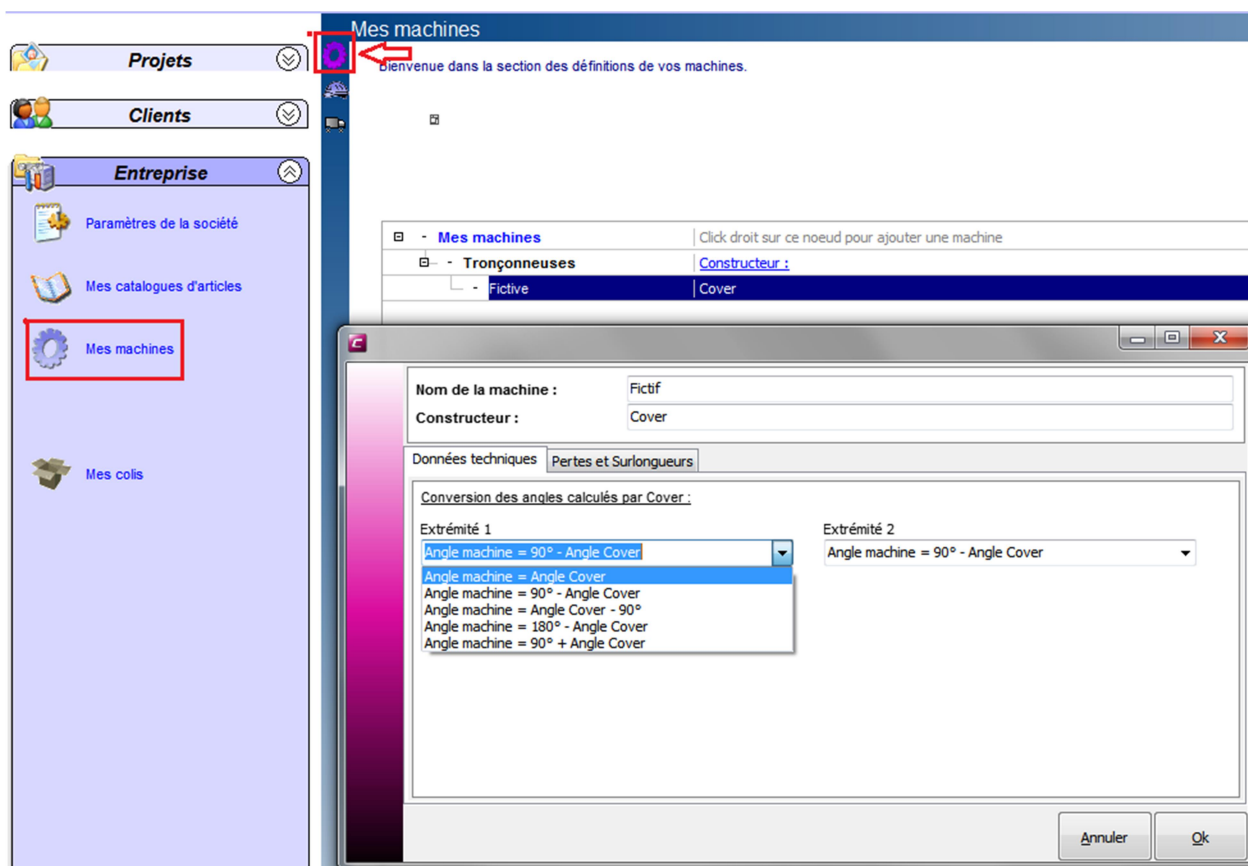 Mes machines
Projets
Bienvenue dans la section des définitions de vos machines.
Clients
Entreprise
Paramètres de la société
Mes catalogues d'articles
Mes machines
Mes colis
Mes machines Click droit sur ce noeud pour ajouter une machine
Tronçonneuses Constructeur :
Fictive Cover
Nom de la machine : Fictif
Constructeur : Cover
Données techniques Pertes et Surlongueurs
Conversion des angles calculés par Cover :
Extrémité 1 Extrémité 2
Angle machine = 90° - Angle Cover Angle machine = 90° - Angle Cover
Angle machine = Angle Cover
Angle machine = 90° - Angle Cover
Angle machine = Angle Cover - 90°
Angle machine = 180° - Angle Cover
Angle machine = 90° + Angle Cover
Annuler Ok